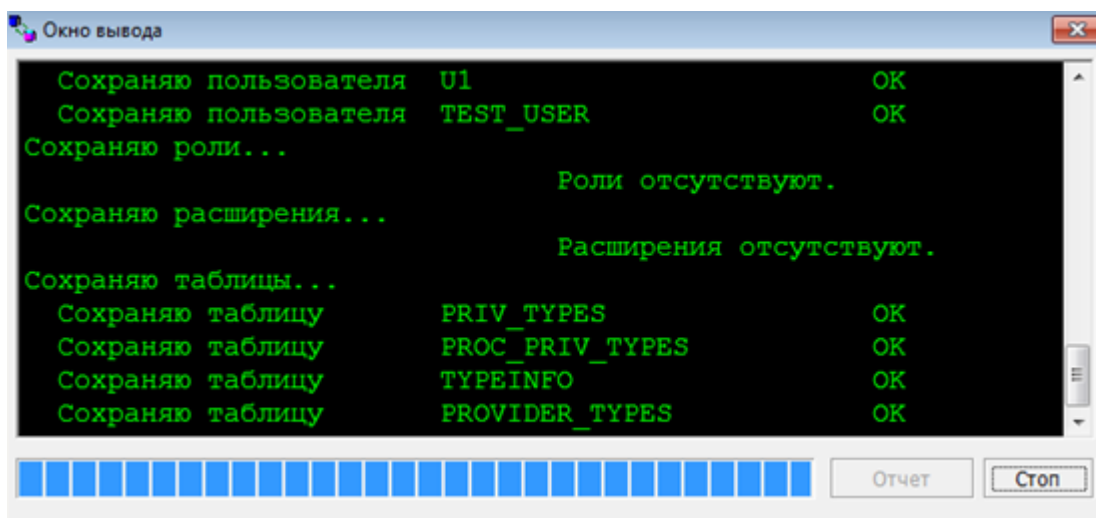 Окно вывода
Сохраняю пользователя U1 OK
Сохраняю пользователя TEST_USER OK
Сохраняю роли...
Роли отсутствуют.
Сохраняю расширения...
Расширения отсутствуют.
Сохраняю таблицы...
Сохраняю таблицу PRIV_TYPES OK
Сохраняю таблицу PROC_PRIV_TYPES OK
Сохраняю таблицу TYPEINFO OK
Сохраняю таблицу PROVIDER_TYPES OK
Отчет Стоп